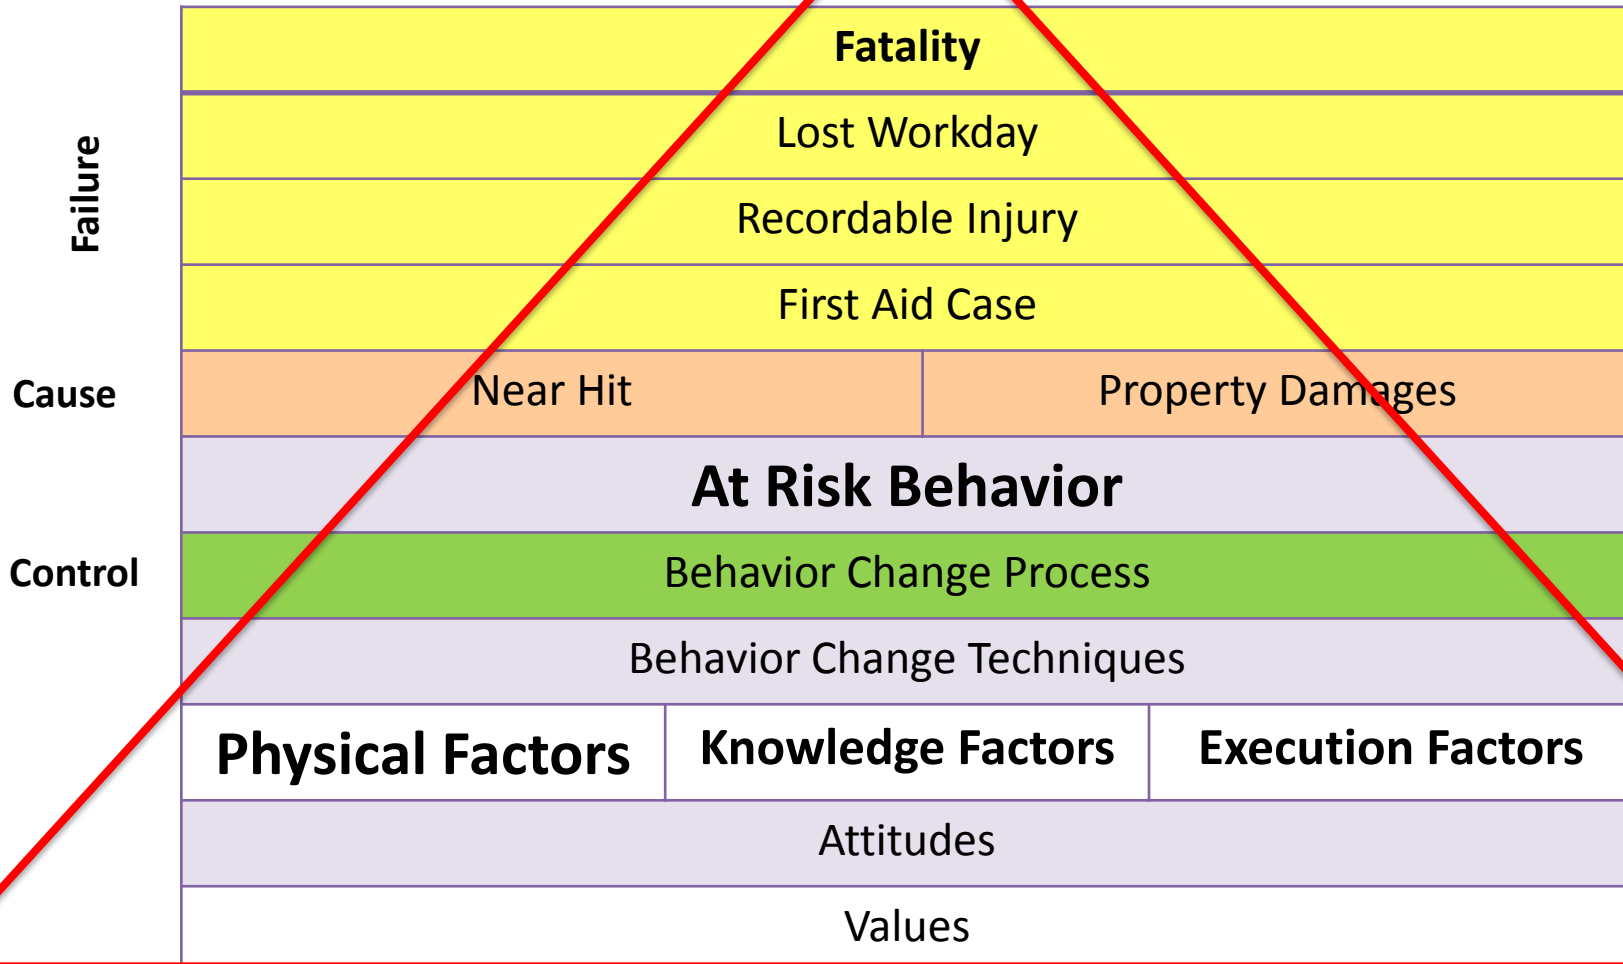 Failure
Fatality
Lost Workday
Recordable Injury
First Aid Case
Cause
Near Hit
Property Damages
At Risk Behavior
Control
Behavior Change Process
Behavior Change Techniques
Physical Factors
Knowledge Factors
Execution Factors
Attitudes
Values